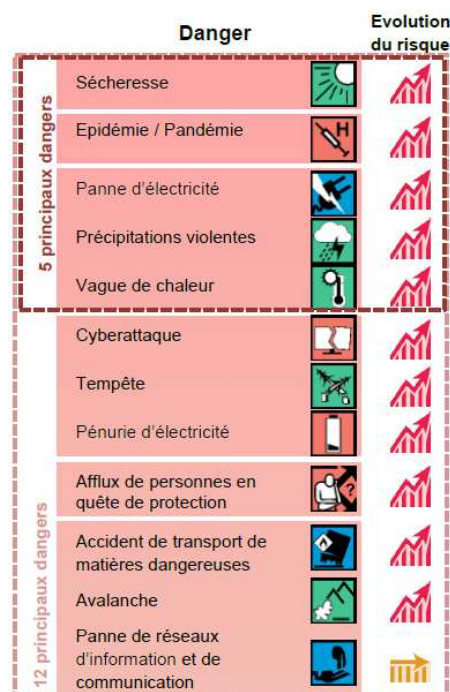 Danger
Evolution
du risque
5 principaux dangers
Sécheresse
H
Epidémie / Pandémie
Panne d'électricité
Précipitations violentes
Vague de chaleur
12 principaux dangers
Cyberattaque
Tempête
Pénurie d'électricité
Afflux de personnes en
quête de protection
?
Accident de transport de
matières dangereuses
Avalanche
Panne de réseaux
d'information et de
communication